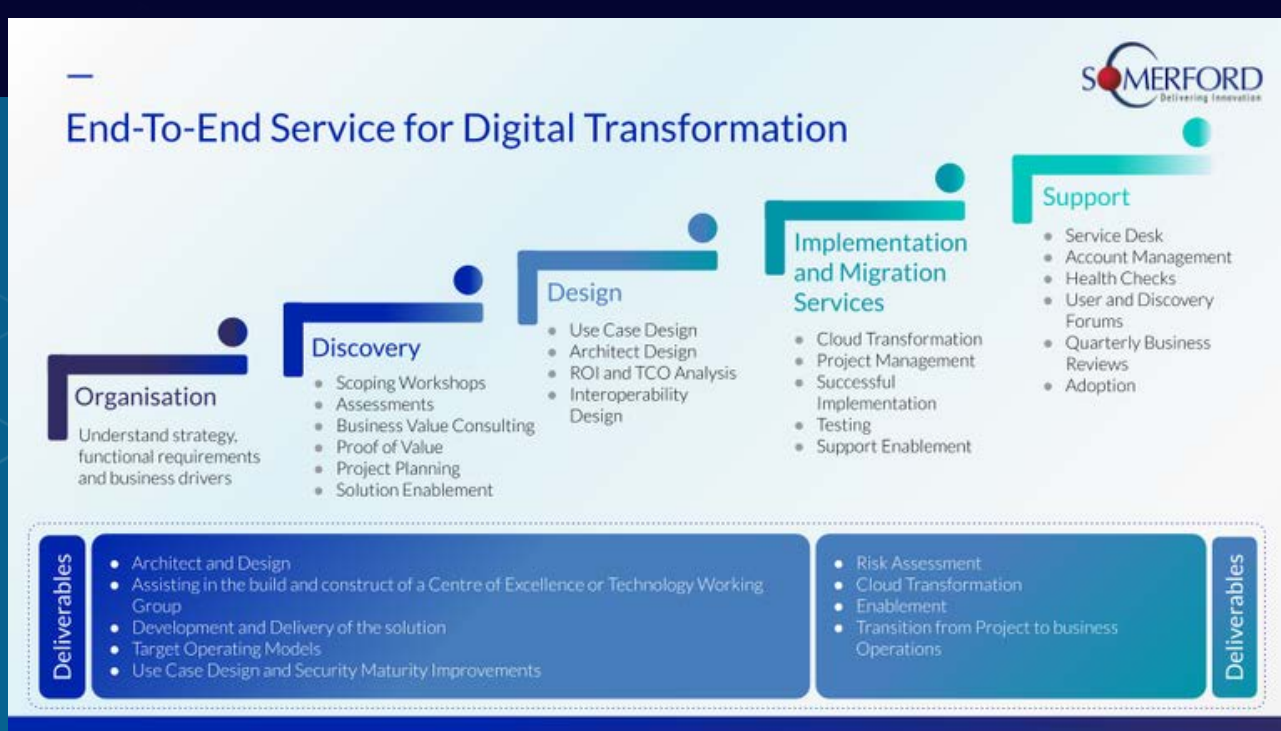 SOMERFORD
Delivering Innovation
End-To-End Service for Digital Transformation
Organisation
Understand strategy,
functional requirements
and business drivers
Discovery
Scoping Workshops
Assessments
Business Value Consulting
Proof of Value
Project Planning
Solution Enablement
Design
Use Case Design
Architect Design
ROI and TCO Analysis
Interoperability
Design
Implementation
and Migration
Services
Cloud Transformation
Project Management
Successful
Implementation
Testing
Support Enablement
Support
Service Desk
Account Management
Health Checks
User and Discovery
Forums
Quarterly Business
Reviews
Adoption
Deliverables
Architect and Design
Assisting in the build and construct of a Centre of Excellence or Technology Working
Group
Development and Delivery of the solution
Target Operating Models
Use Case Design and Security Maturity Improvements
Risk Assessment
Cloud Transformation
Enablement
Transition from Project to business
Operations
Deliverables